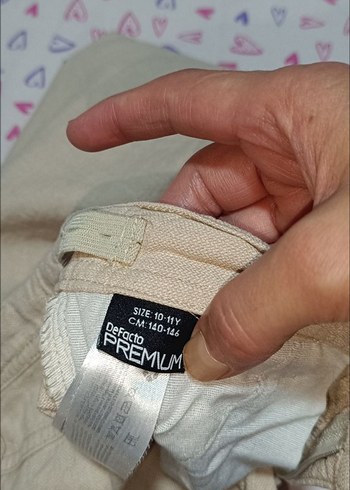 SIZE: 10-11Y
CM: 140-146
DeFacto
PREMIUM